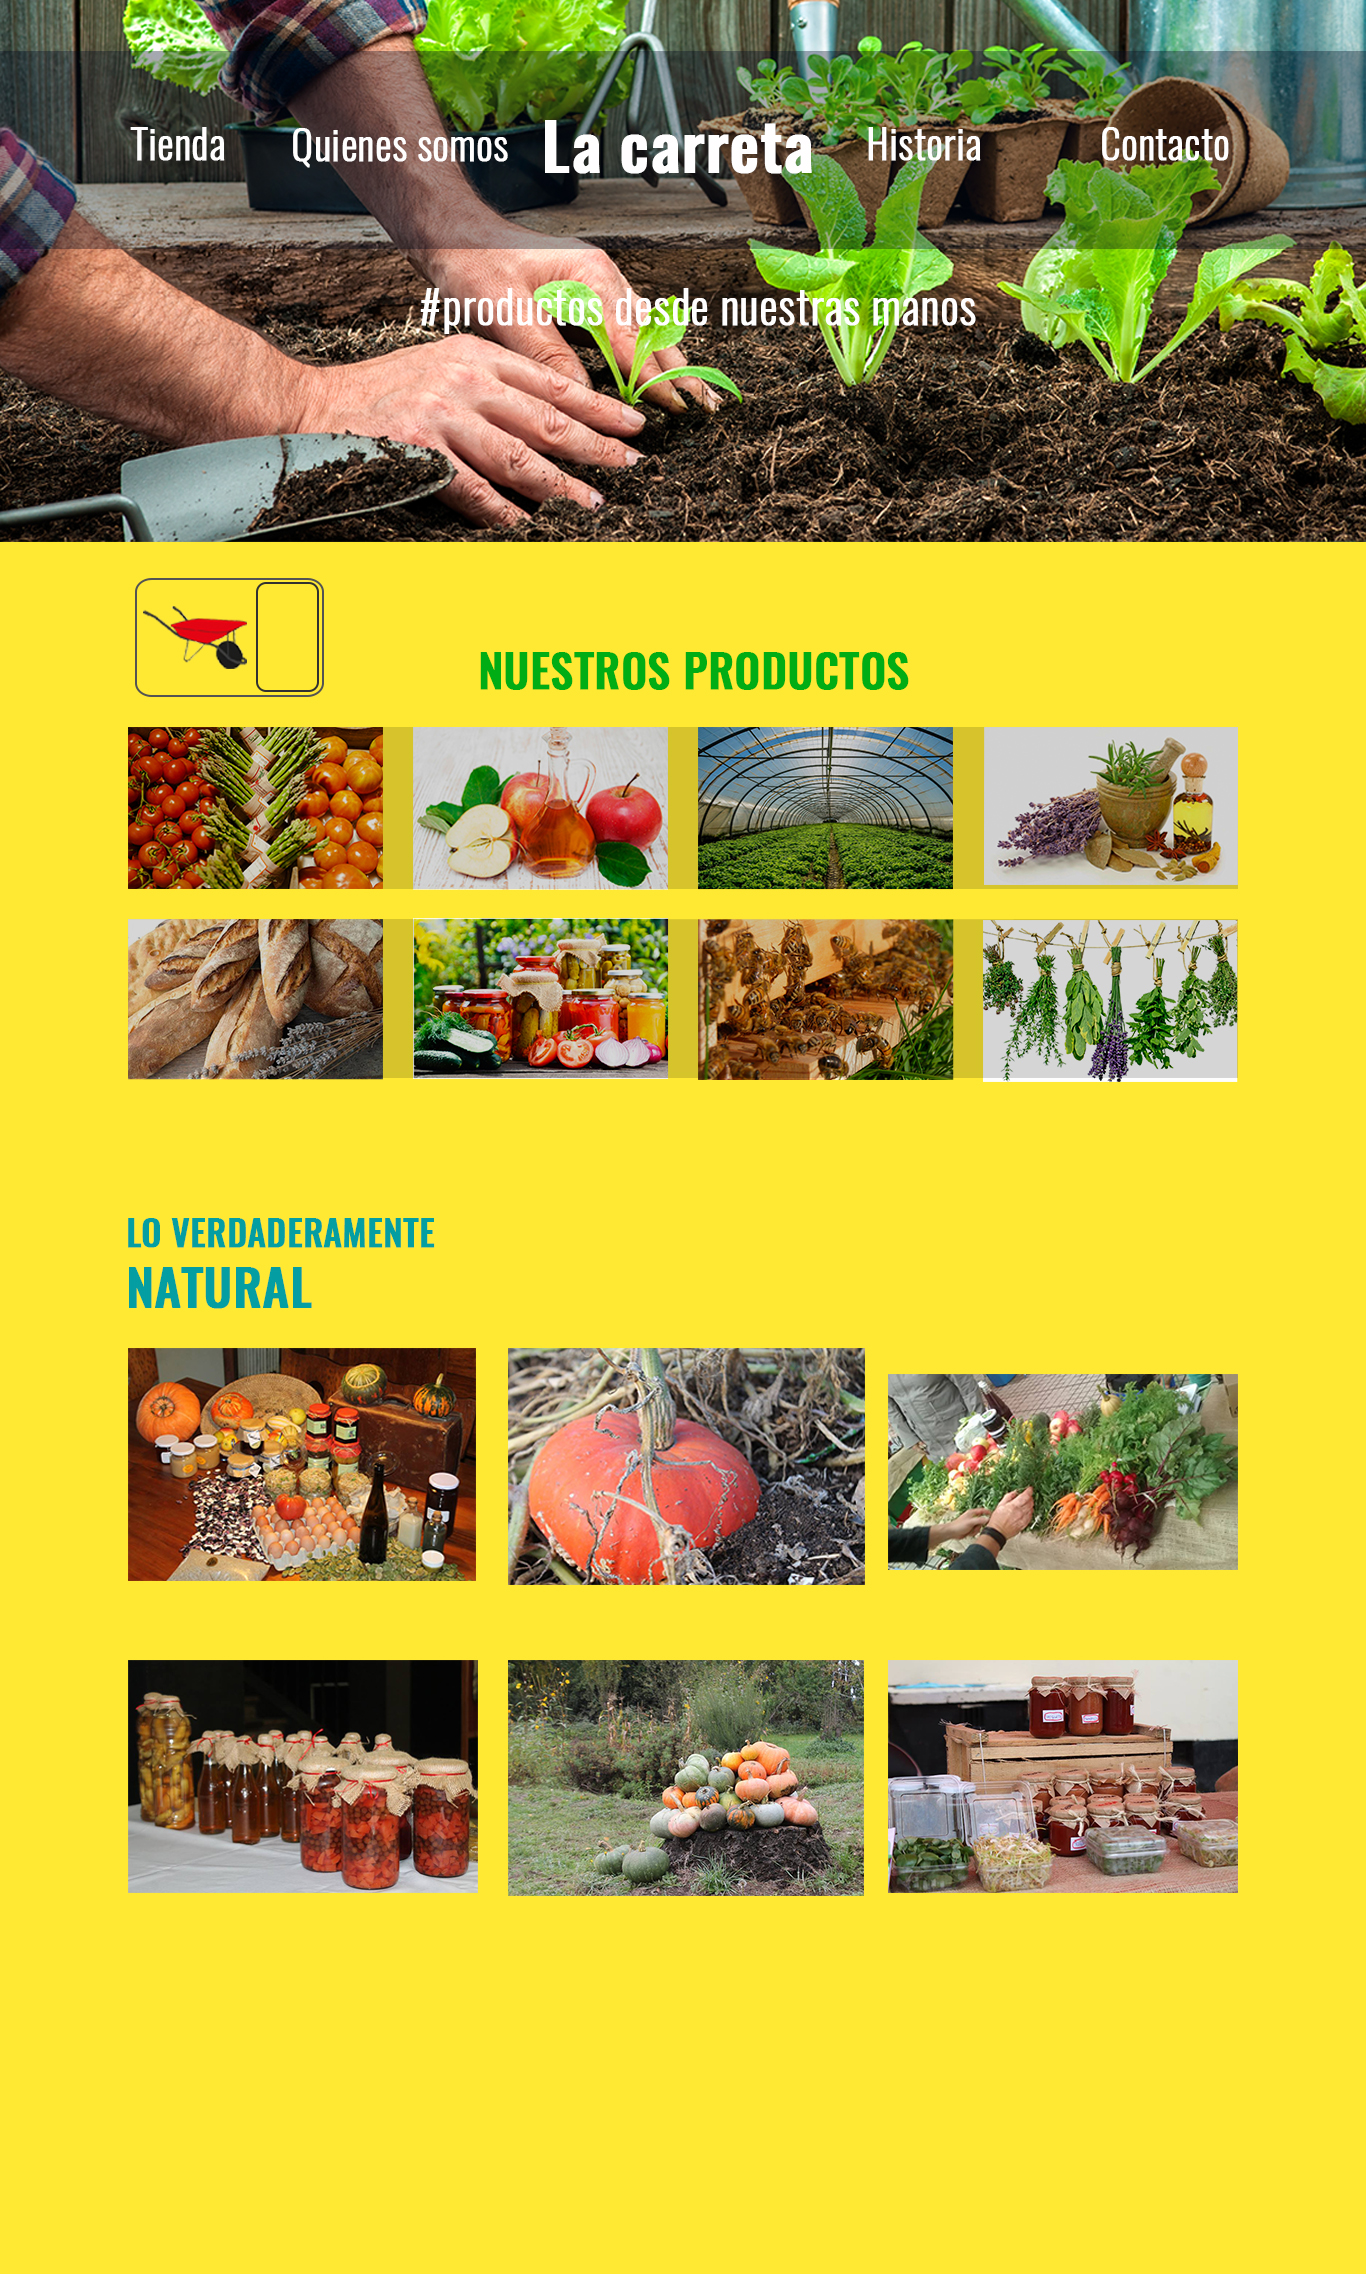 Tienda Quienes somos La carreta Historia Contacto
#productos desde nuestras manos
NUESTROS PRODUCTOS
LO VERDADERAMENTE
NATURAL